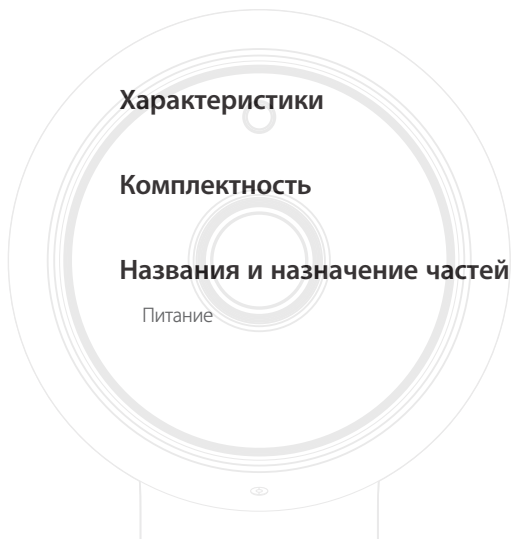 Характеристики
Комплектность
Названия и назначение частей
Питание